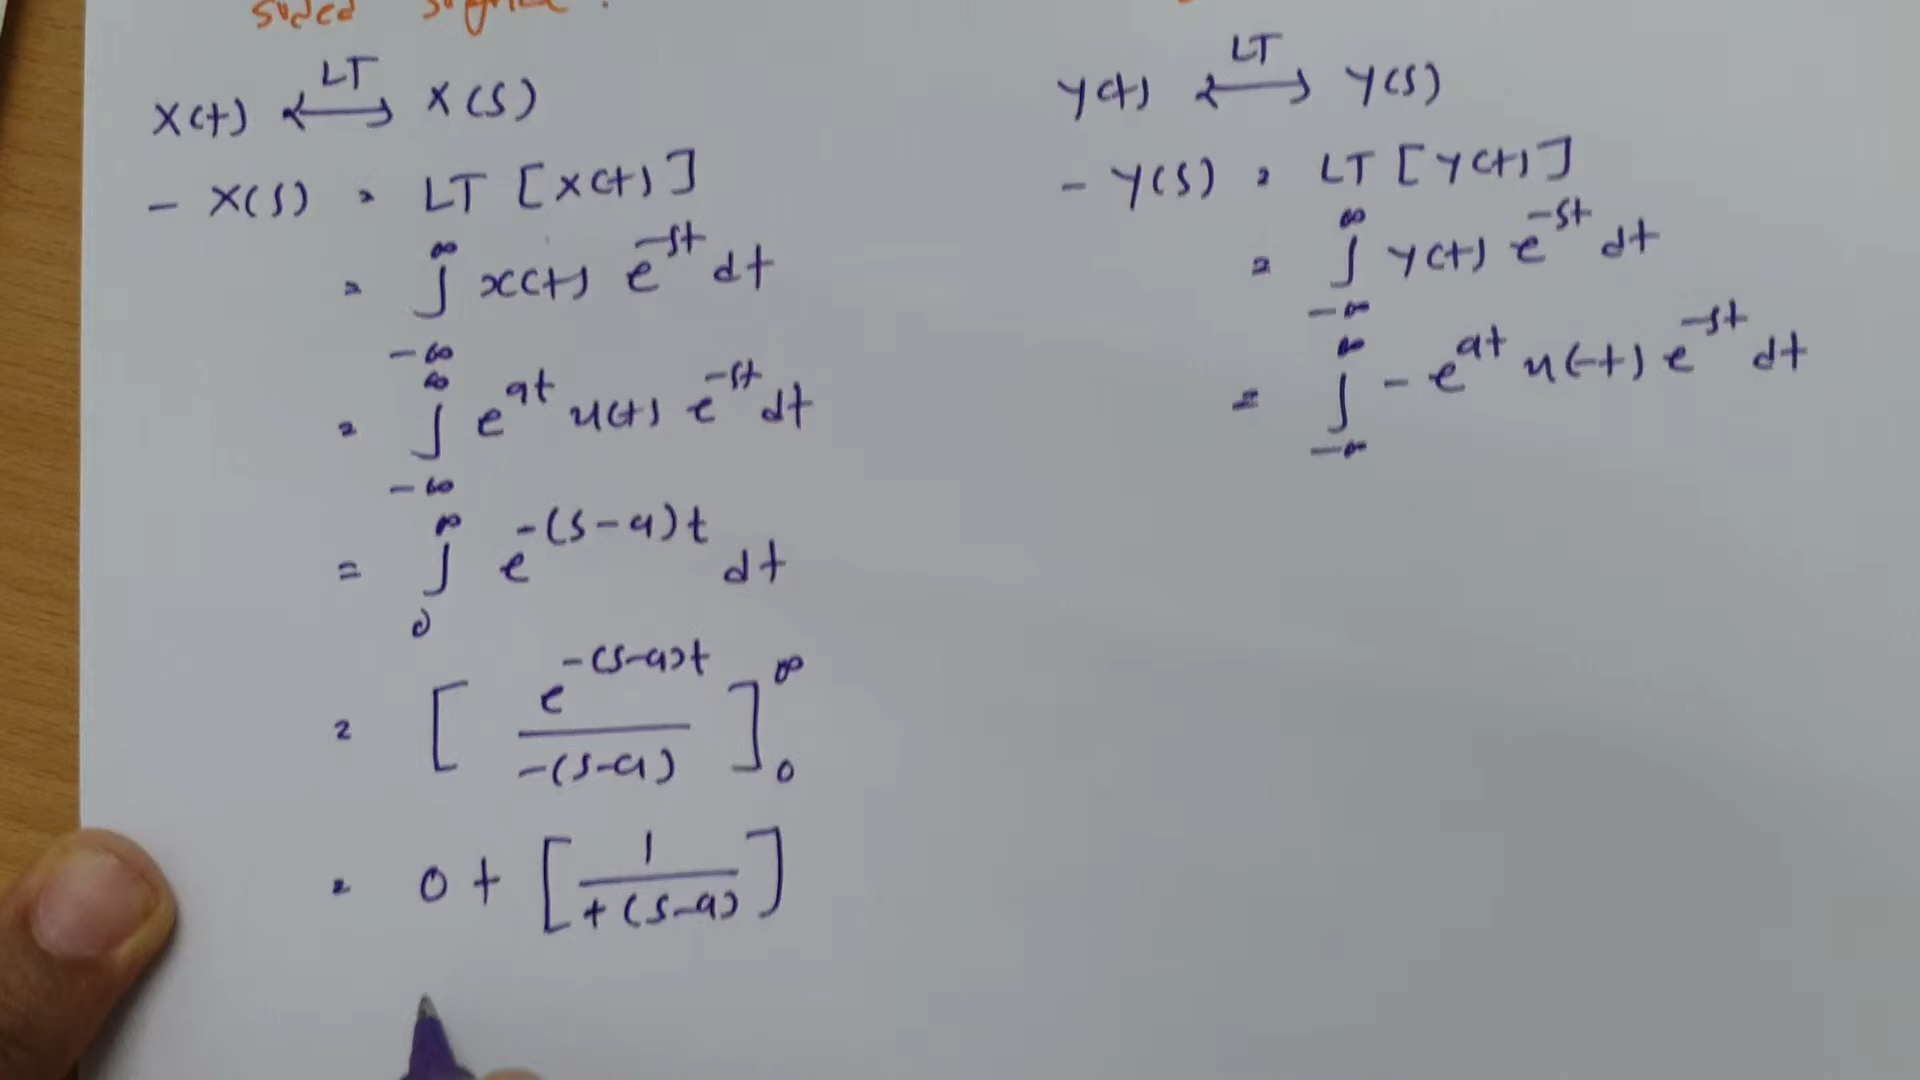 sided
LT
x(t) ⟷ X(s)
- X(s) = LT [x(t)]
= ∫_{-∞}^{∞} x(t) e^{-st} dt
= ∫_{-∞}^{∞} e^{at} u(t) e^{-st} dt
= ∫_{0}^{∞} e^{-(s-a)t} dt
= [ e^{-(s-a)t} / -(s-a) ]_{0}^{∞}
= 0 + [ 1 / +(s-a) ]
LT
y(t) ⟷ Y(s)
- Y(s) = LT [y(t)]
= ∫_{-∞}^{∞} y(t) e^{-st} dt
= ∫_{-∞}^{∞} - e^{at} u(-t) e^{-st} dt